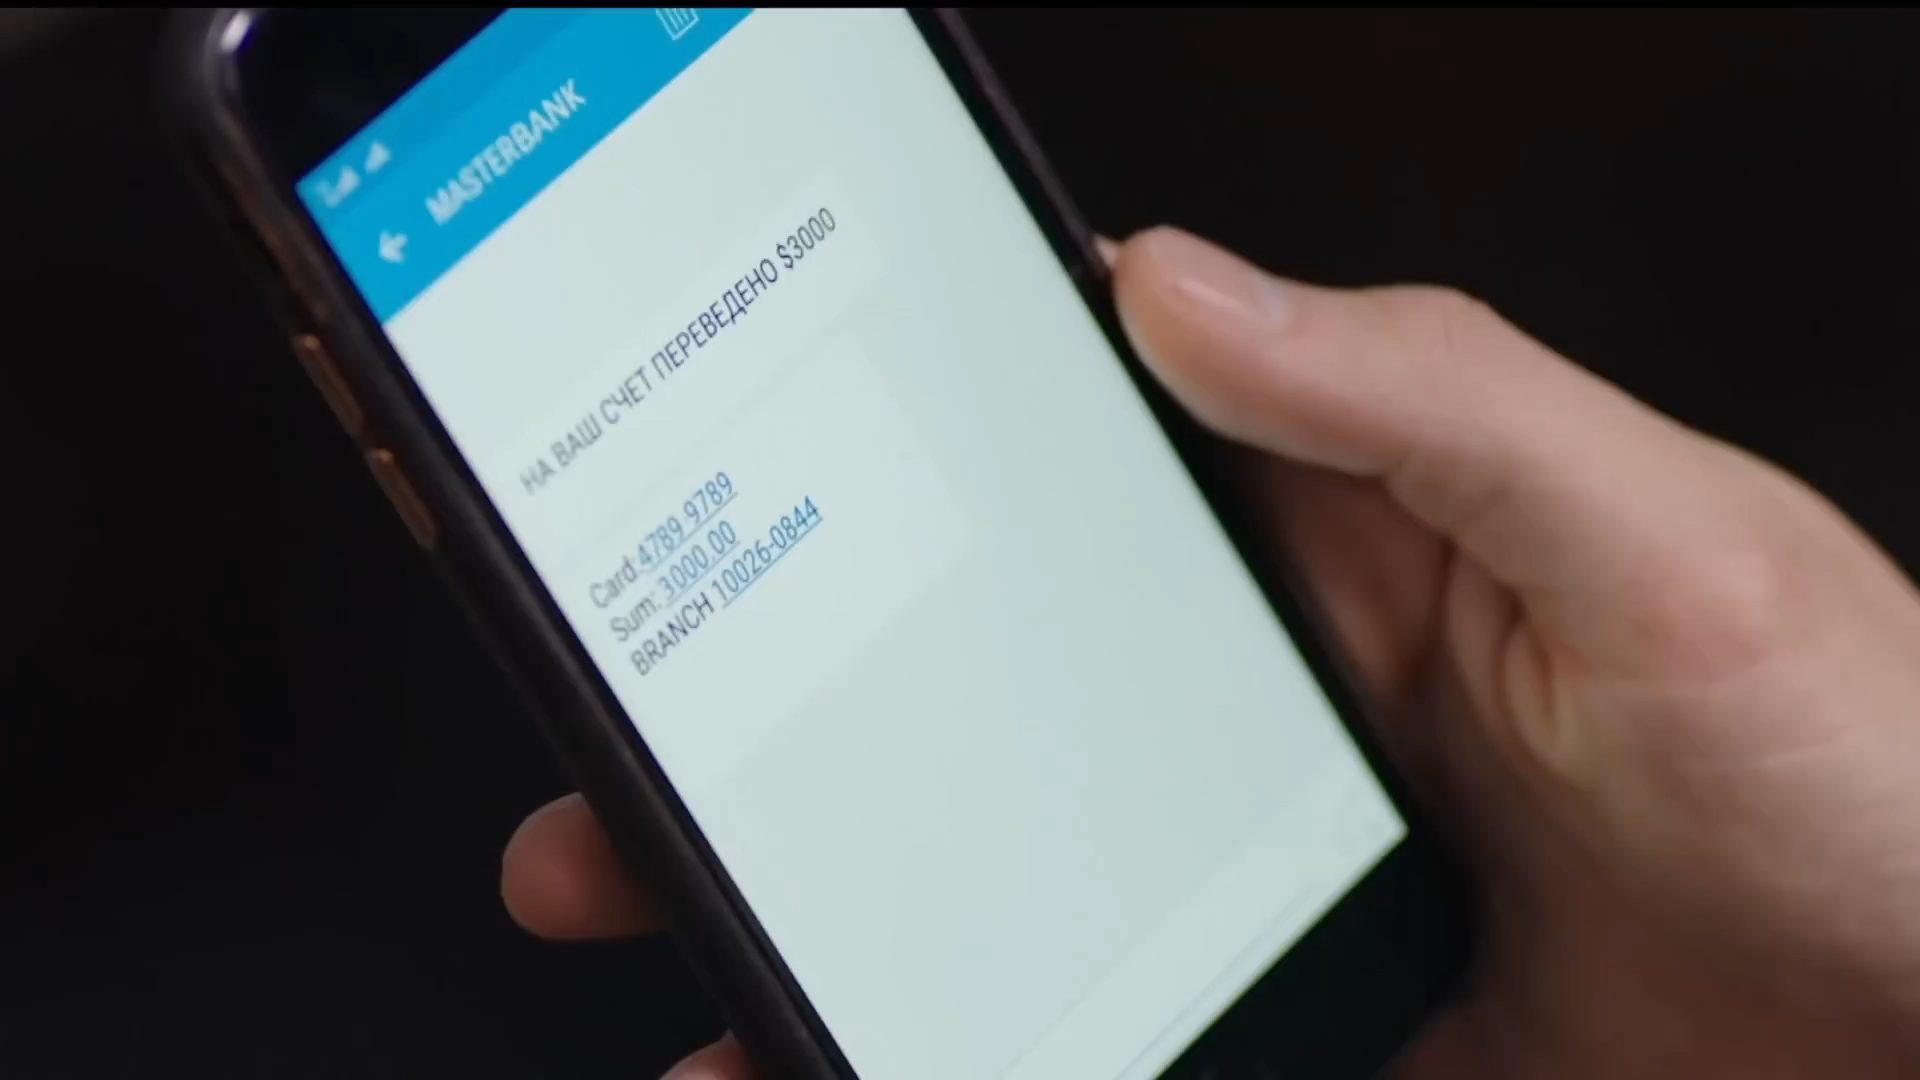 MASTERBANK
НА ВАШ СЧЕТ ПЕРЕВЕДЕНО $3000
Card:4789 9789
Sum: 3000.00
BRANCH 10026-0844